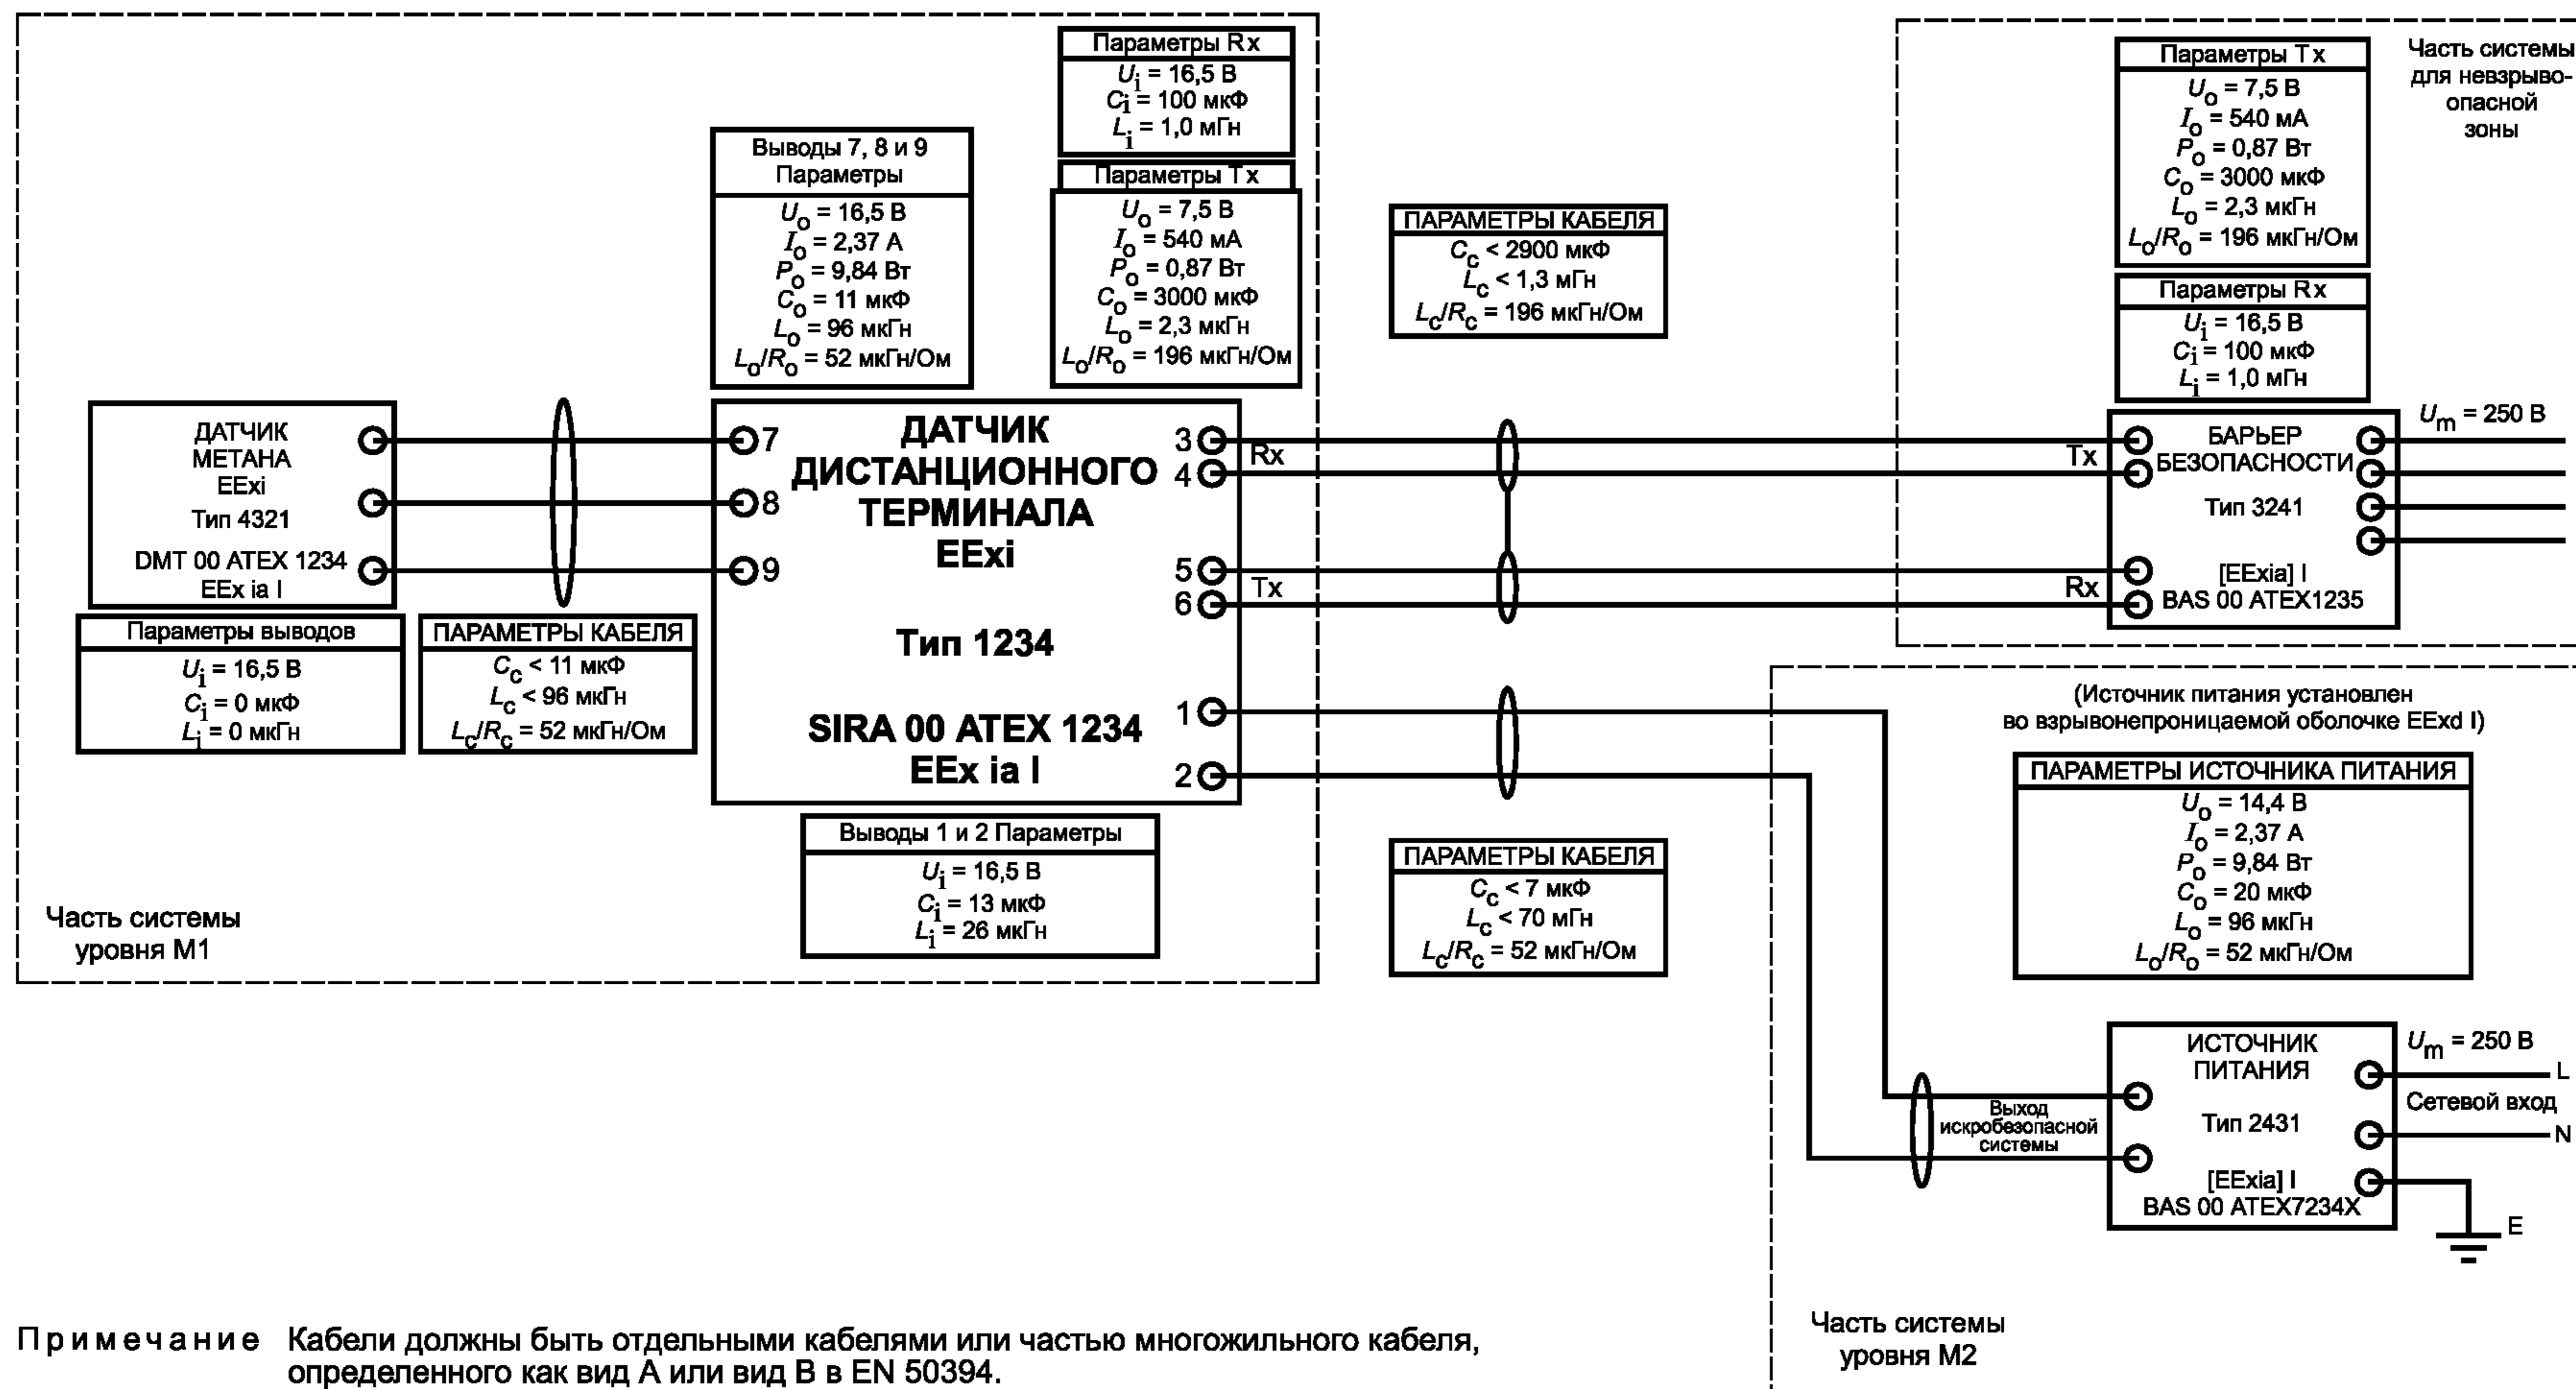 Параметры Rx
Ui = 16,5 В
Ci = 100 мкФ
Li = 1,0 мГн
Параметры Tx
Uo = 7,5 В
Io = 540 мА
Po = 0,87 Вт
Co = 3000 мкФ
Lo = 2,3 мкГн
Lo/Ro = 196 мкГн/Ом
Выводы 7, 8 и 9
Параметры
Uo = 16,5 В
Io = 2,37 А
Po = 9,84 Вт
Co = 11 мкФ
Lo = 96 мкГн
Lo/Ro = 52 мкГн/Ом
ПАРАМЕТРЫ КАБЕЛЯ
Cc < 2900 мкФ
Lc < 1,3 мГн
Lc/Rc = 196 мкГн/Ом
Параметры Tx
Uo = 7,5 В
Io = 540 мА
Po = 0,87 Вт
Co = 3000 мкФ
Lo = 2,3 мкГн
Lo/Ro = 196 мкГн/Ом
Часть системы
для невзрыво-
опасной
зоны
Параметры Rx
Ui = 16,5 В
Ci = 100 мкФ
Li = 1,0 мГн
ДАТЧИК
МЕТАНА
EExi
Тип 4321
DMT 00 ATEX 1234
EEx ia I
7
8
9
ДАТЧИК
ДИСТАНЦИОННОГО
ТЕРМИНАЛА
EExi
Тип 1234
SIRA 00 ATEX 1234
EEx ia I
3
4
5
6
1
2
Rx
Tx
Tx
Rx
БАРЬЕР
БЕЗОПАСНОСТИ
Тип 3241
[EExia] I
BAS 00 ATEX1235
Um = 250 В
Параметры выводов
Ui = 16,5 В
Ci = 0 мкФ
Li = 0 мкГн
ПАРАМЕТРЫ КАБЕЛЯ
Cc < 11 мкФ
Lc < 96 мкГн
Lc/Rc = 52 мкГн/Ом
Выводы 1 и 2 Параметры
Ui = 16,5 В
Ci = 13 мкФ
Li = 26 мкГн
Часть системы
уровня М1
ПАРАМЕТРЫ КАБЕЛЯ
Cc < 7 мкФ
Lc < 70 мГн
Lc/Rc = 52 мкГн/Ом
(Источник питания установлен
во взрывонепроницаемой оболочке EExd I)
ПАРАМЕТРЫ ИСТОЧНИКА ПИТАНИЯ
Uo = 14,4 В
Io = 2,37 А
Po = 9,84 Вт
Co = 20 мкФ
Lo = 96 мкГн
Lo/Ro = 52 мкГн/Ом
Выход
искробезопасной
системы
ИСТОЧНИК
ПИТАНИЯ
Тип 2431
[EExia] I
BAS 00 ATEX7234X
Um = 250 В
L
Сетевой вход
N
E
Часть системы
уровня М2
Примечание Кабели должны быть отдельными кабелями или частью многожильного кабеля,
определенного как вид А или вид В в EN 50394.